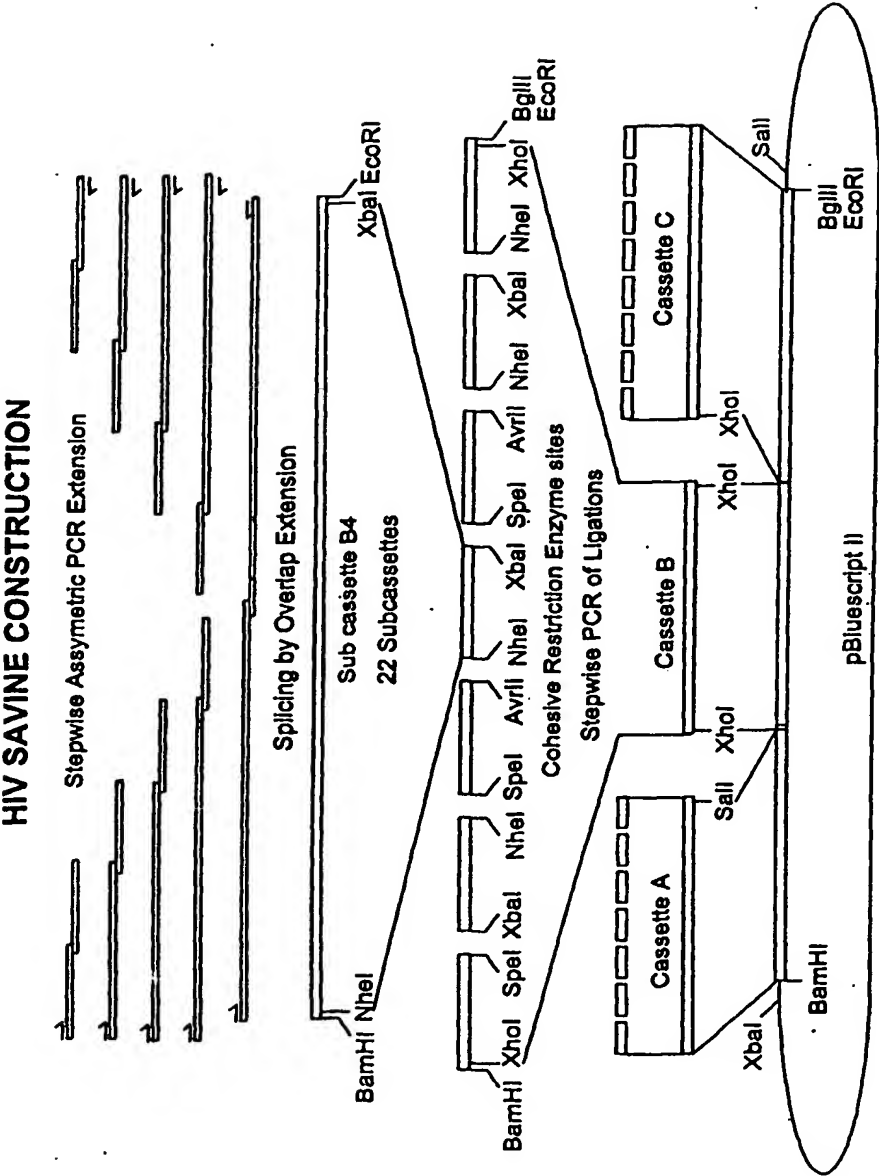 HIV SAVINE CONSTRUCTION
Stepwise Assymetric PCR Extension
Splicing by Overlap Extension
BamHI NheI
XbaI EcoRI
Sub cassette B4
22 Subcassettes
BamHI XhoI SpeI XbaI NheI SpeI AvrII NheI XbaI SpeI AvrII NheI XbaI NheI XhoI BglII
EcoRI
Cohesive Restriction Enzyme sites
Stepwise PCR of Ligations
Cassette A
Cassette B
Cassette C
SalI XhoI XhoI XhoI
XbaI
SalI
BamHI
BglII
EcoRI
pBluescript II